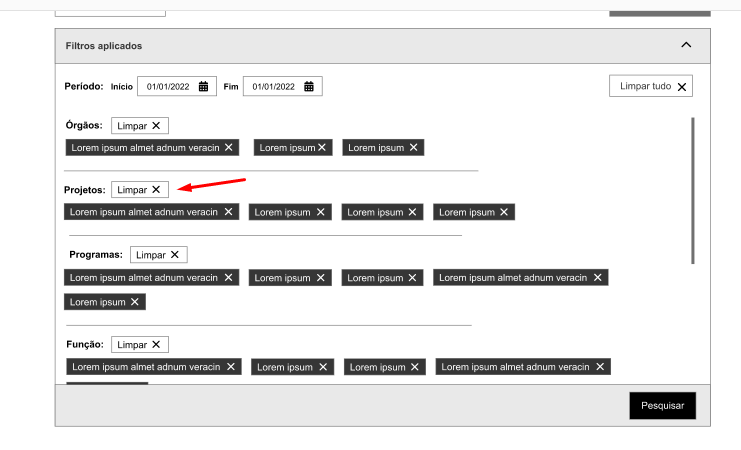 Filtros aplicados
Período: Início 01/01/2022 Fim 01/01/2022 Limpar tudo
Órgãos: Limpar
Lorem ipsum almet adnum veracin Lorem ipsum Lorem ipsum
Projetos: Limpar
Lorem ipsum almet adnum veracin Lorem ipsum Lorem ipsum Lorem ipsum
Programas: Limpar
Lorem ipsum almet adnum veracin Lorem ipsum Lorem ipsum Lorem ipsum almet adnum veracin
Lorem ipsum
Função: Limpar
Lorem ipsum almet adnum veracin Lorem ipsum Lorem ipsum Lorem ipsum almet adnum veracin
Pesquisar